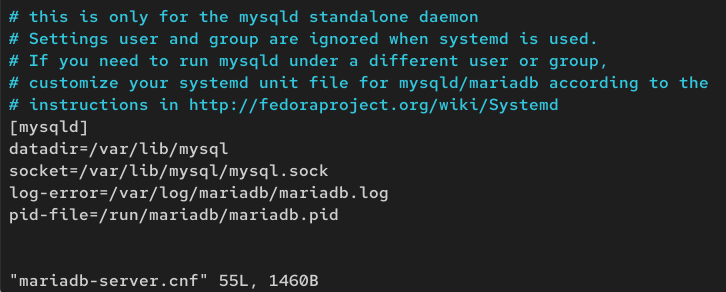 # this is only for the mysqld standalone daemon
# Settings user and group are ignored when systemd is used.
# If you need to run mysqld under a different user or group,
# customize your systemd unit file for mysqld/mariadb according to the
# instructions in http://fedoraproject.org/wiki/Systemd
[mysqld]
datadir=/var/lib/mysql
socket=/var/lib/mysql/mysql.sock
log-error=/var/log/mariadb/mariadb.log
pid-file=/run/mariadb/mariadb.pid
"mariadb-server.cnf" 55L, 1460B